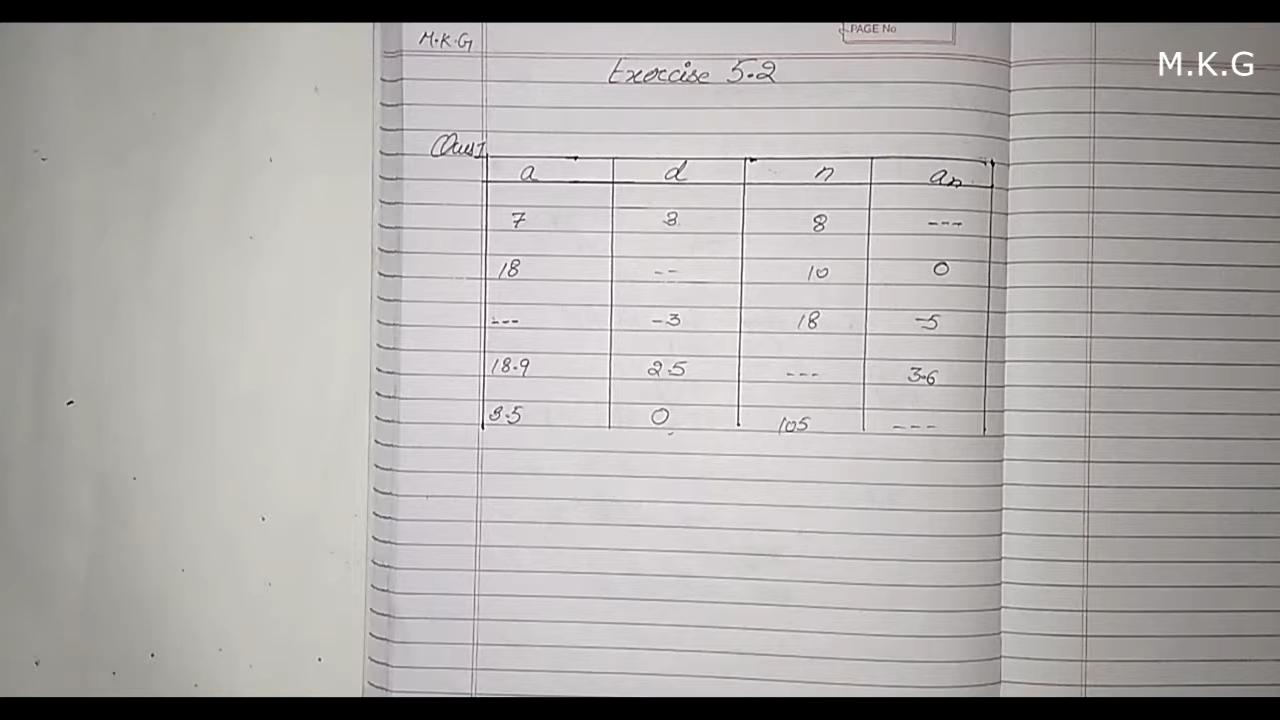 M.K.G
PAGE No
M.K.G
Exercise 5.2
Ques1
a d n an
7 3 8 ---
18 -- 10 0
--- -3 18 -5
18.9 2.5 --- 3.6
3.5 0 105 ---